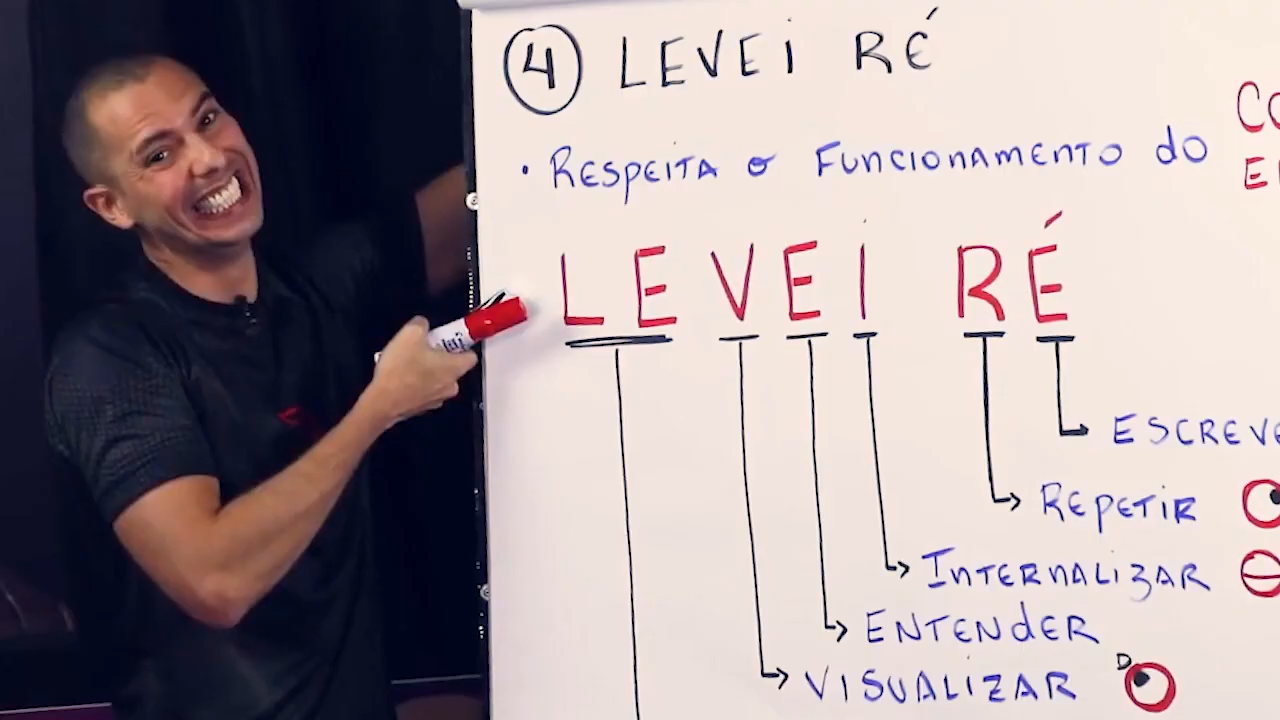 ④ LEVEI RÉ
• RESPEITA O FUNCIONAMENTO DO
LEVEI RÉ
REPETIR
INTERNALIZAR
ENTENDER
VISUALIZAR D